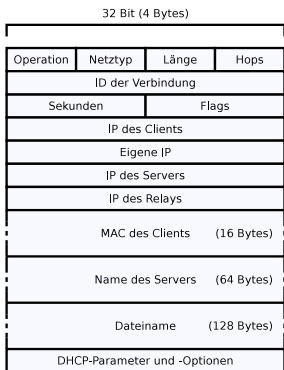 32 Bit (4 Bytes)
Operation Netztyp Länge Hops
ID der Verbindung
Sekunden Flags
IP des Clients
Eigene IP
IP des Servers
IP des Relays
MAC des Clients (16 Bytes)
Name des Servers (64 Bytes)
Dateiname (128 Bytes)
DHCP-Parameter und -Optionen